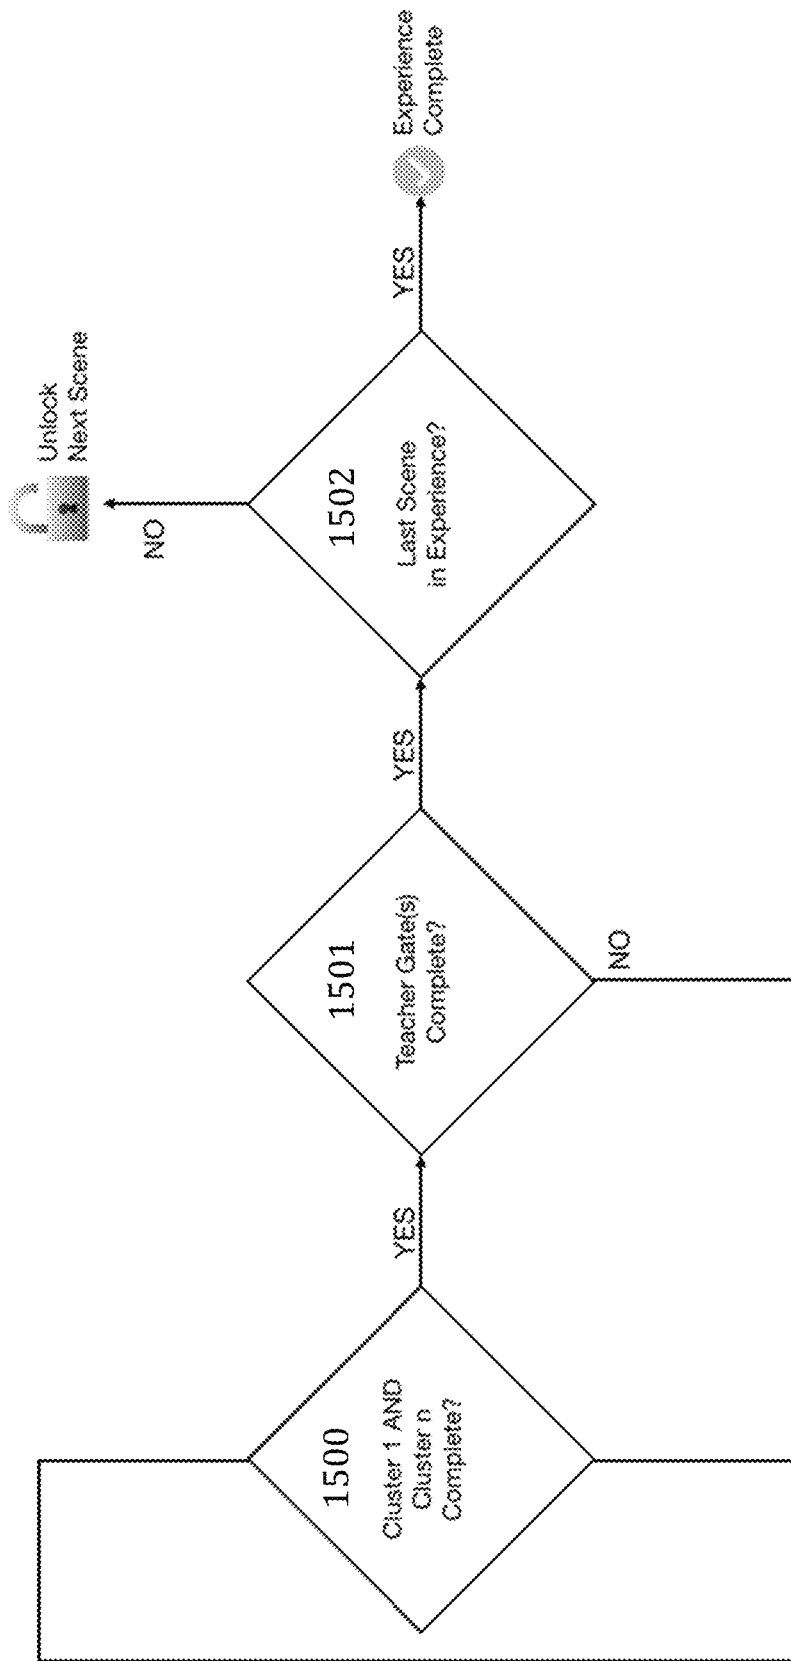 1500
Cluster 1 AND
Cluster n
Complete?
YES
1501
Teacher Gate(s)
Complete?
NO
YES
1502
Last Scene
in Experience?
NO
Unlock
Next Scene
YES
Experience
Complete